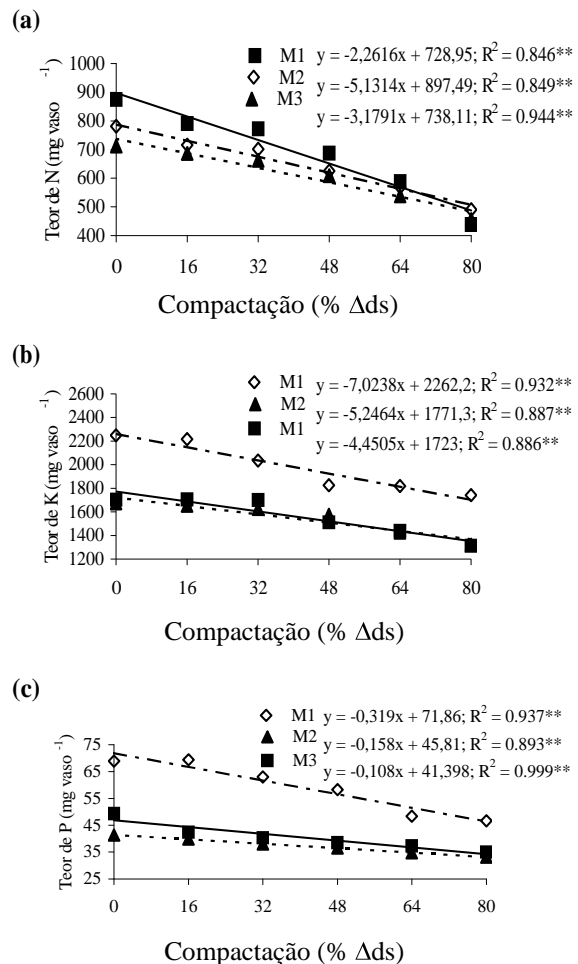 (a)
M1 y = -2,2616x + 728,95; R² = 0.846**
M2 y = -5,1314x + 897,49; R² = 0.849**
M3 y = -3,1791x + 738,11; R² = 0.944**
Teor de N (mg vaso⁻¹)
1000
900
800
700
600
500
400
0 16 32 48 64 80
Compactação (% Δds)
(b)
M1 y = -7,0238x + 2262,2; R² = 0.932**
M2 y = -5,2464x + 1771,3; R² = 0.887**
M1 y = -4,4505x + 1723; R² = 0.886**
Teor de K (mg vaso⁻¹)
2600
2400
2200
2000
1800
1600
1400
1200
0 16 32 48 64 80
Compactação (% Δds)
(c)
M1 y = -0,319x + 71,86; R² = 0.937**
M2 y = -0,158x + 45,81; R² = 0.893**
M3 y = -0,108x + 41,398; R² = 0.999**
Teor de P (mg vaso⁻¹)
75
65
55
45
35
25
0 16 32 48 64 80
Compactação (% Δds)